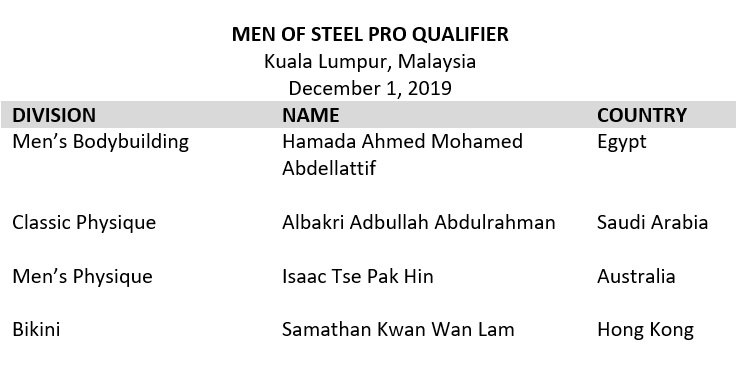 MEN OF STEEL PRO QUALIFIER
Kuala Lumpur, Malaysia
December 1, 2019
DIVISION NAME COUNTRY
Men’s Bodybuilding Hamada Ahmed Mohamed Egypt
Abdellattif
Classic Physique Albakri Adbullah Abdulrahman Saudi Arabia
Men’s Physique Isaac Tse Pak Hin Australia
Bikini Samathan Kwan Wan Lam Hong Kong